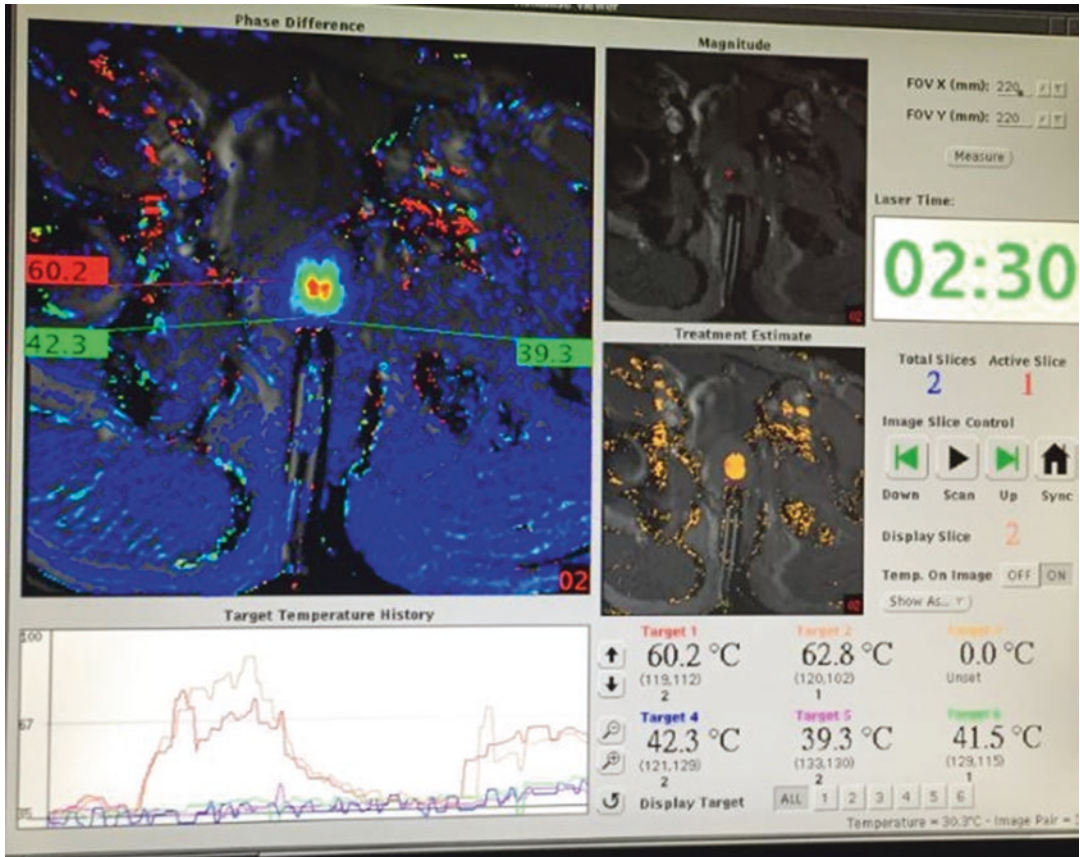 Phase Difference
60.2
42.3
39.3
02
Magnitude
02
FOV X (mm): 220
FOV Y (mm): 220
Measure
Laser Time:
02:30
Treatment Estimate
02
Total Slices Active Slice
2 1
Image Slice Control
Down Scan Up Sync
Display Slice 2
Temp. On Image OFF ON
Show As...
Target Temperature History
100
67
35
Target 1 Target 2
60.2 °C 62.8 °C 0.0 °C
(119,112) (120,102) Unset
2 1
Target 4 Target 5
42.3 °C 39.3 °C 41.5 °C
(121,129) (133,130) (129,115)
2 2 1
Display Target ALL 1 2 3 4 5 6
Temperature = 30.3°C - Image Pair =